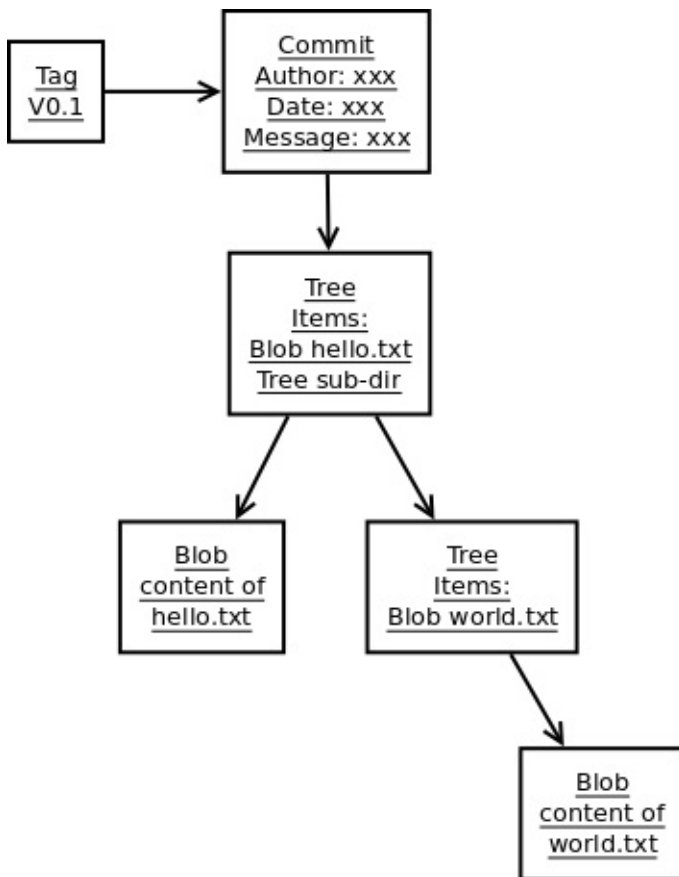 Tag
V0.1
Commit
Author: xxx
Date: xxx
Message: xxx
Tree
Items:
Blob hello.txt
Tree sub-dir
Blob
content of
hello.txt
Tree
Items:
Blob world.txt
Blob
content of
world.txt